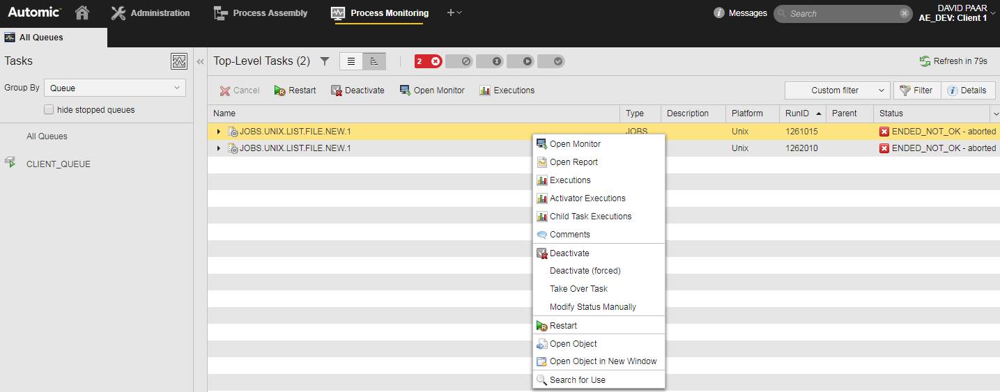 Automic™ Administration Process Assembly Process Monitoring Messages Search DAVID PAAR
AE_DEV: Client 1
All Queues
Tasks
Top-Level Tasks (2) 2 Refresh in 79s
Group By Queue
hide stopped queues
All Queues
CLIENT_QUEUE
Cancel Restart Deactivate Open Monitor Executions Custom filter Filter Details
Name Type Description Platform RunID Parent Status
JOBS.UNIX.LIST.FILE.NEW.1 JOBS Unix 1261015 ENDED_NOT_OK - aborted
JOBS.UNIX.LIST.FILE.NEW.1 Unix 1262010 ENDED_NOT_OK - aborted
Open Monitor
Open Report
Executions
Activator Executions
Child Task Executions
Comments
Deactivate
Deactivate (forced)
Take Over Task
Modify Status Manually
Restart
Open Object
Open Object in New Window
Search for Use